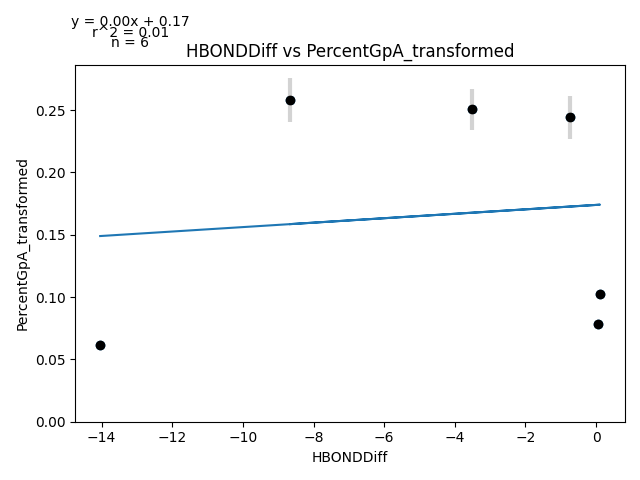 y = 0.00x + 0.17
r^2 = 0.01
n = 6
HBONDDiff vs PercentGpA_transformed
PercentGpA_transformed
0.25
0.20
0.15
0.10
0.05
0.00
−14 −12 −10 −8 −6 −4 −2 0
HBONDDiff